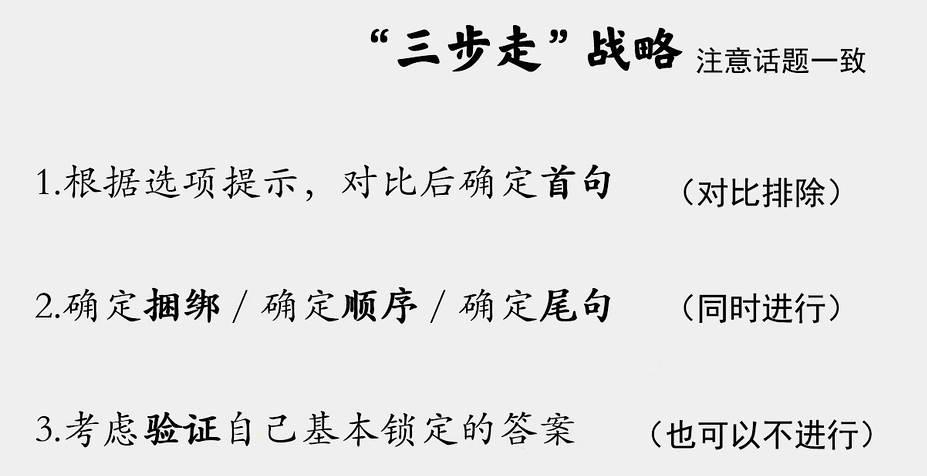 “三步走”战略 注意话题一致
1.根据选项提示，对比后确定首句 （对比排除）
2.确定捆绑 / 确定顺序 / 确定尾句 （同时进行）
3.考虑验证自己基本锁定的答案 （也可以不进行）